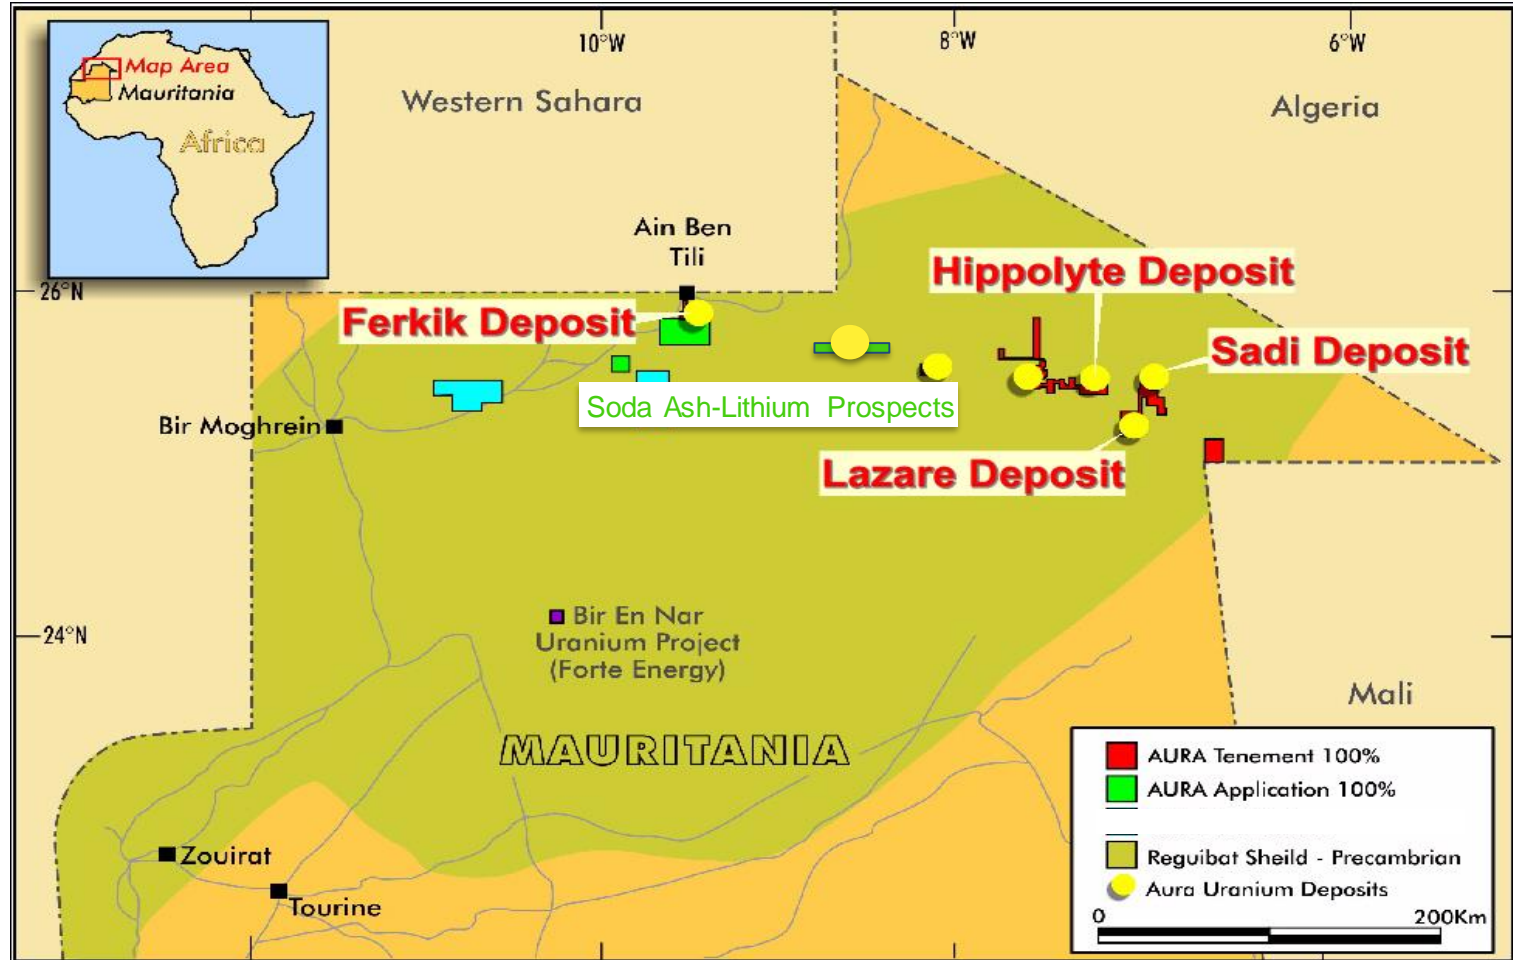 10°W
8°W
6°W
Map Area
Mauritania
Africa
Western Sahara
Algeria
Ain Ben
Tili
26°N
Hippolyte Deposit
Ferkik Deposit
Sadi Deposit
Soda Ash-Lithium Prospects
Bir Moghrein
Lazare Deposit
Bir En Nar
Uranium Project
(Forte Energy)
24°N
Mali
MAURITANIA
AURA Tenement 100%
AURA Application 100%
Reguibat Sheild - Precambrian
Aura Uranium Deposits
0 200Km
Zouirat
Tourine